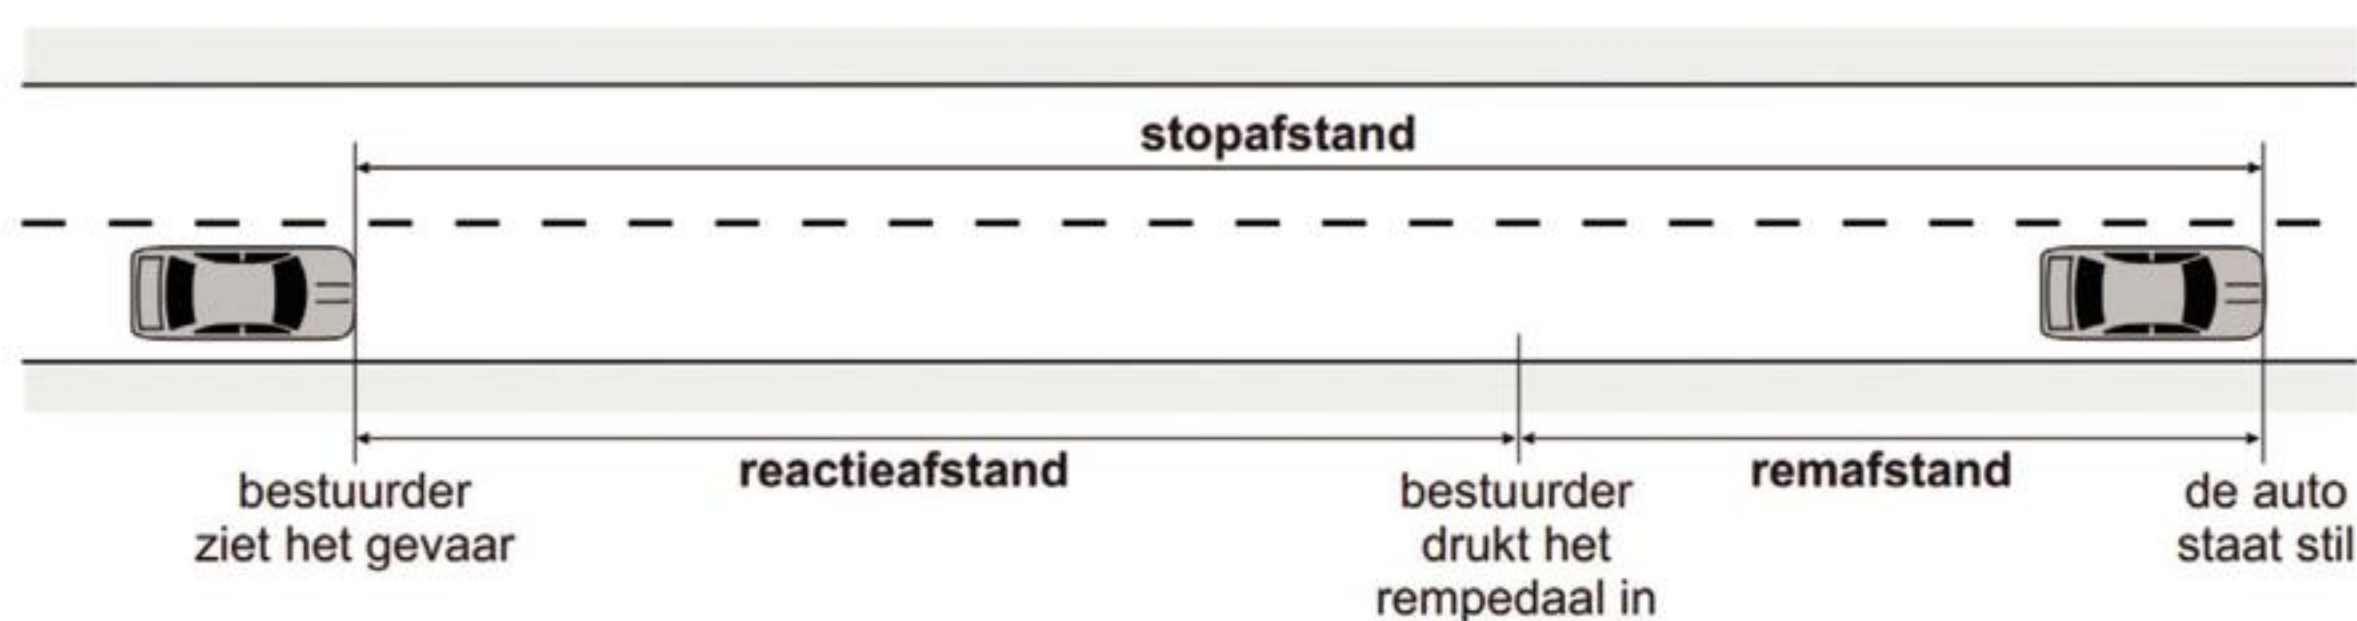 stopafstand
reactieafstand
remafstand
bestuurder
ziet het gevaar
bestuurder
drukt het
rempedaal in
de auto
staat stil